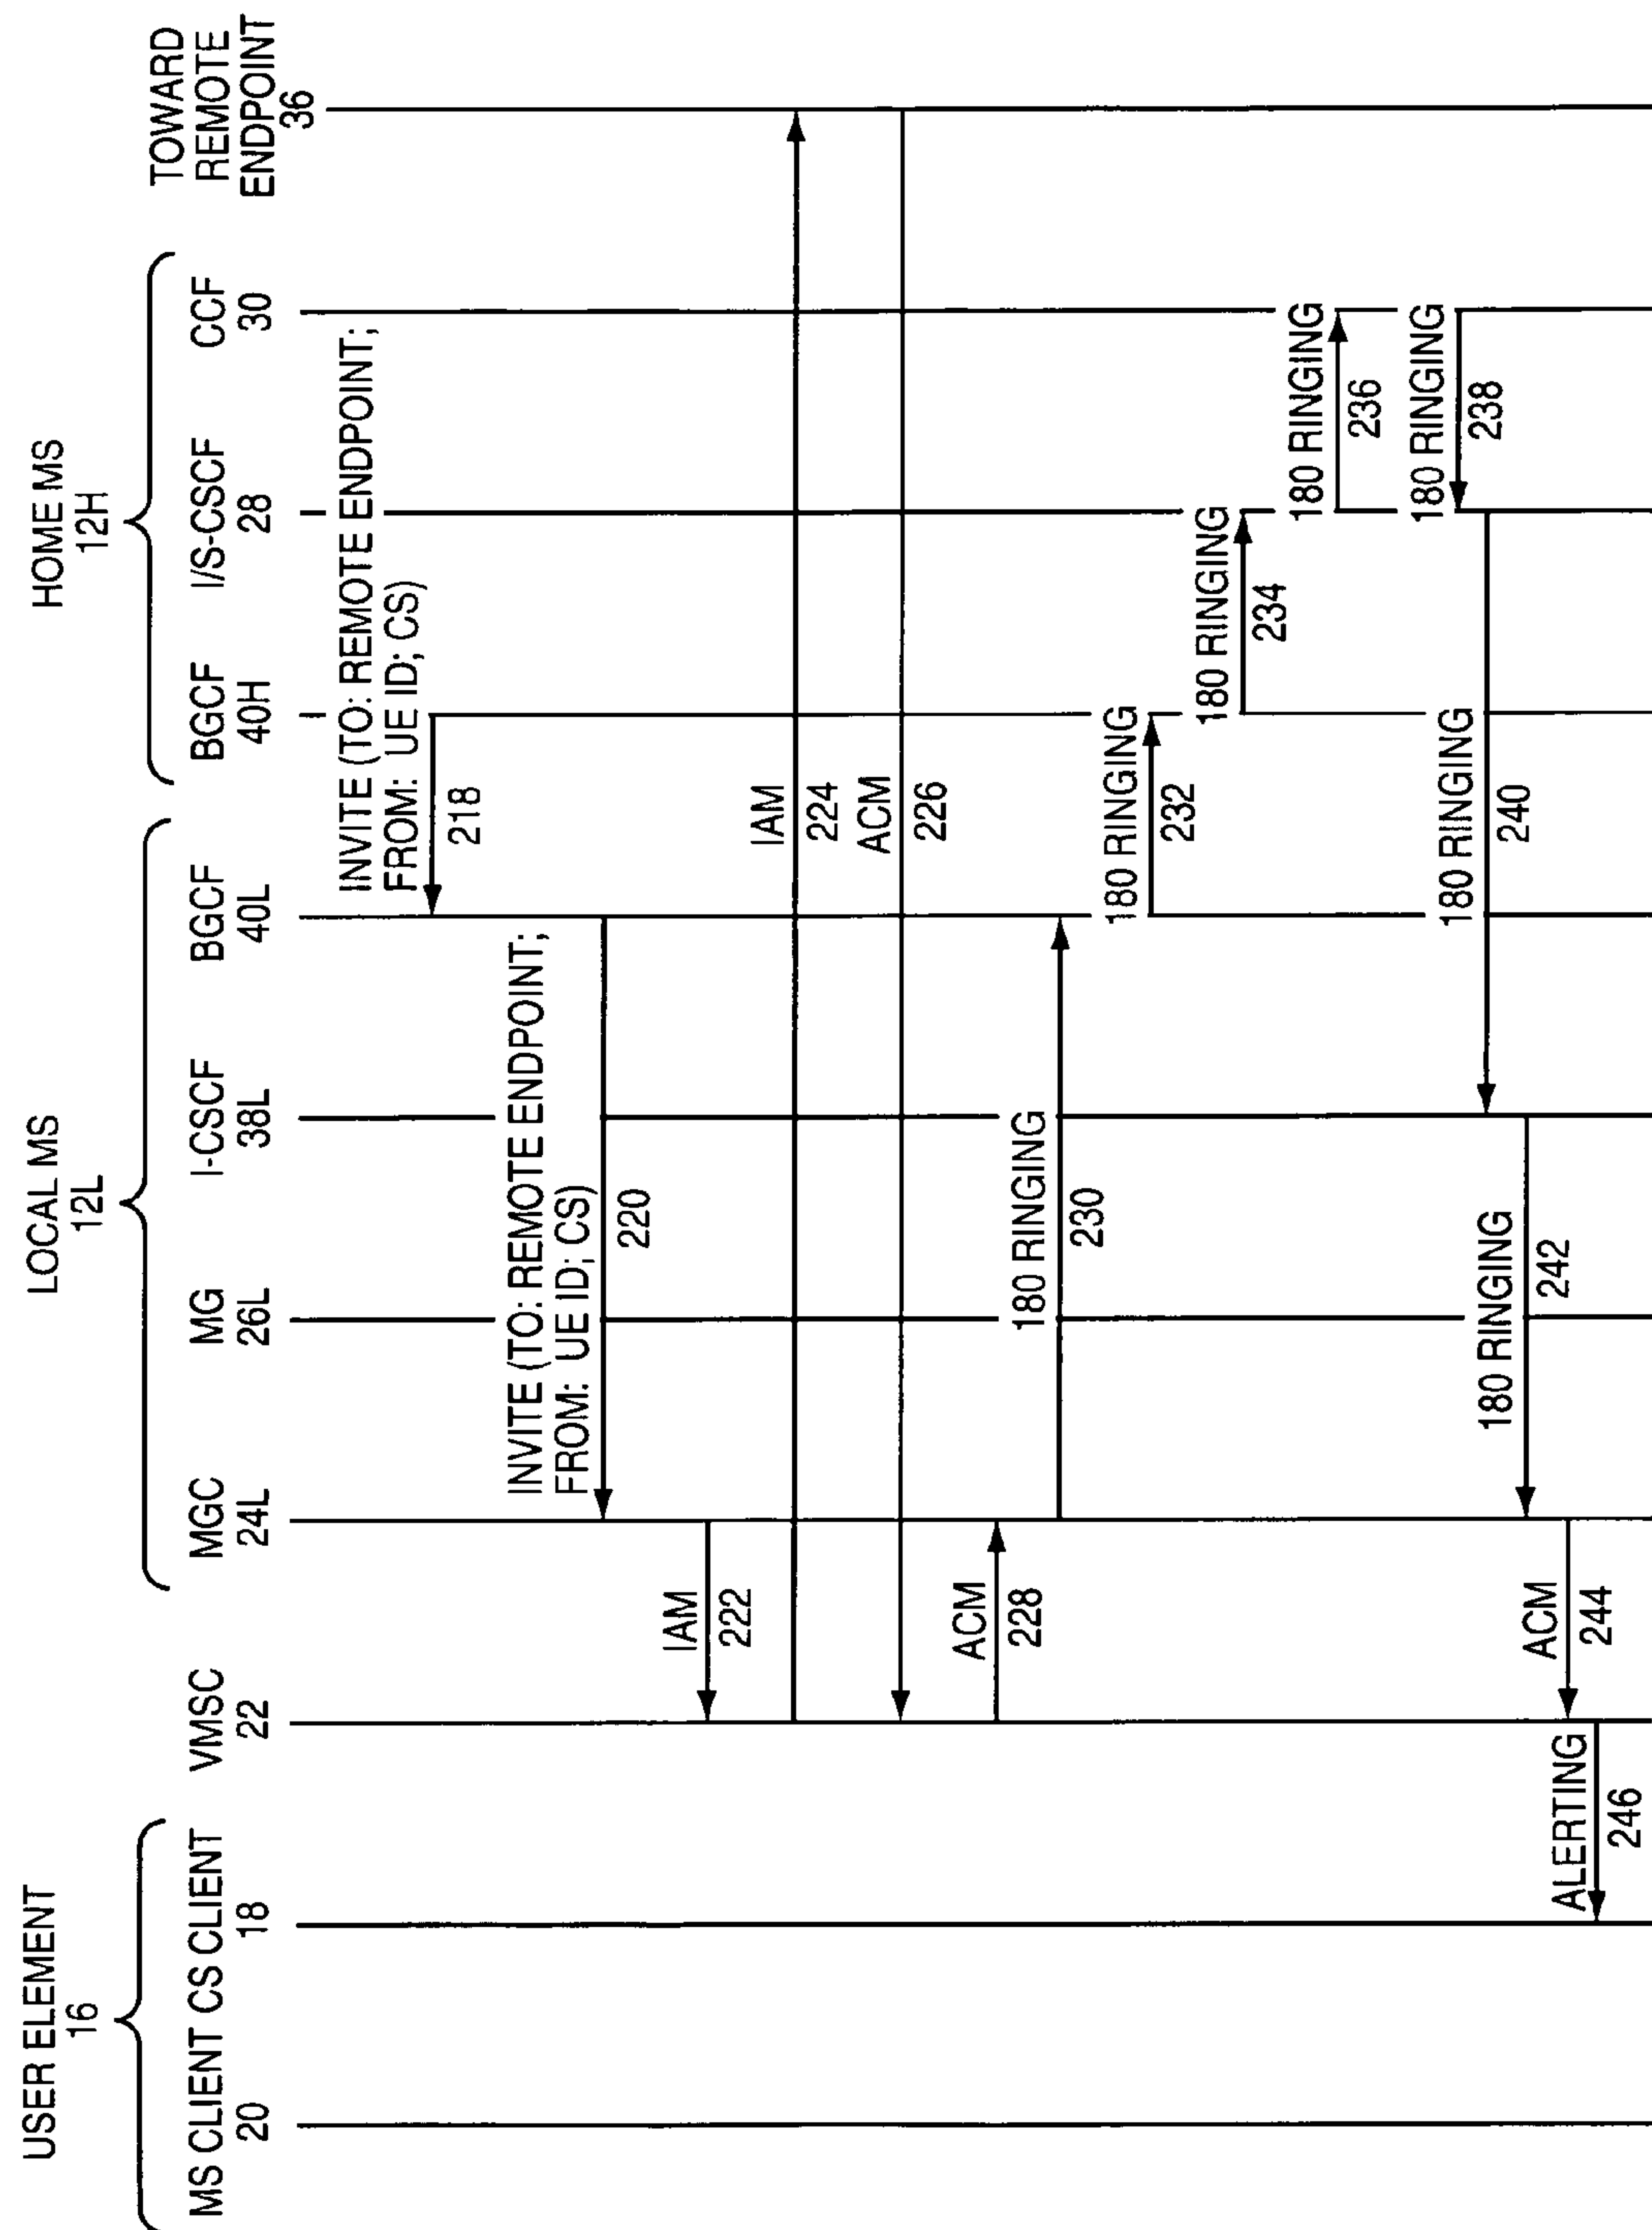 USER ELEMENT
16
LOCAL MS
12L
HOME MS
12H
MS CLIENT
20
CS CLIENT
18
VMSC
22
MGC
24L
MG
26L
I-CSCF
38L
BGCF
40L
BGCF
40H
I/S-CSCF
28
CCF
30
TOWARD
REMOTE
ENDPOINT
36
INVITE (TO: REMOTE ENDPOINT;
FROM: UE ID; CS)
218
INVITE (TO: REMOTE ENDPOINT;
FROM: UE ID; CS)
220
IAM
222
IAM
224
ACM
226
ACM
228
180 RINGING
230
180 RINGING
232
180 RINGING
234
180 RINGING
236
180 RINGING
238
180 RINGING
240
180 RINGING
242
ACM
244
ALERTING
246